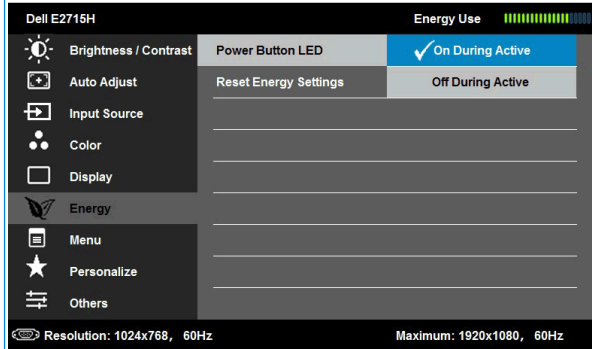 Dell E2715H Energy Use
Brightness / Contrast Power Button LED On During Active
Auto Adjust Reset Energy Settings Off During Active
Input Source
Color
Display
Energy
Menu
Personalize
Others
Resolution: 1024x768, 60Hz Maximum: 1920x1080, 60Hz